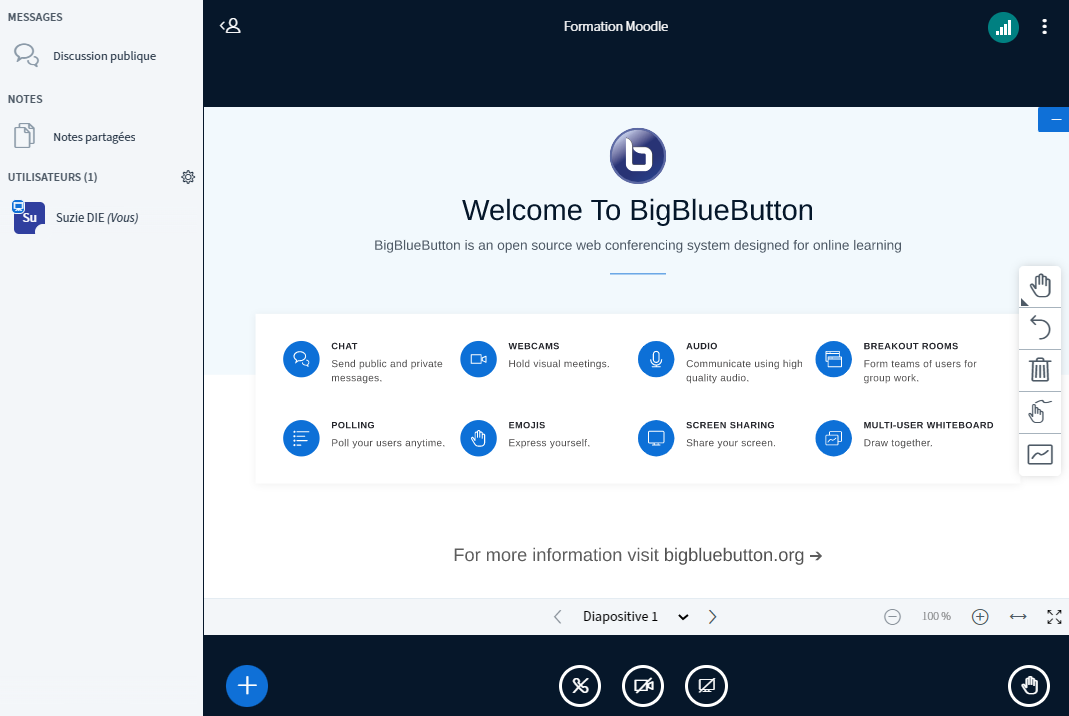 MESSAGES
Discussion publique
NOTES
Notes partagées
UTILISATEURS (1)
Su
Suzie DIE (Vous)
Formation Moodle
Welcome To BigBlueButton
BigBlueButton is an open source web conferencing system designed for online learning
CHAT
Send public and private
messages.
WEBCAMS
Hold visual meetings.
AUDIO
Communicate using high
quality audio.
BREAKOUT ROOMS
Form teams of users for
group work.
POLLING
Poll your users anytime.
EMOJIS
Express yourself.
SCREEN SHARING
Share your screen.
MULTI-USER WHITEBOARD
Draw together.
For more information visit bigbluebutton.org →
Diapositive 1
100 %